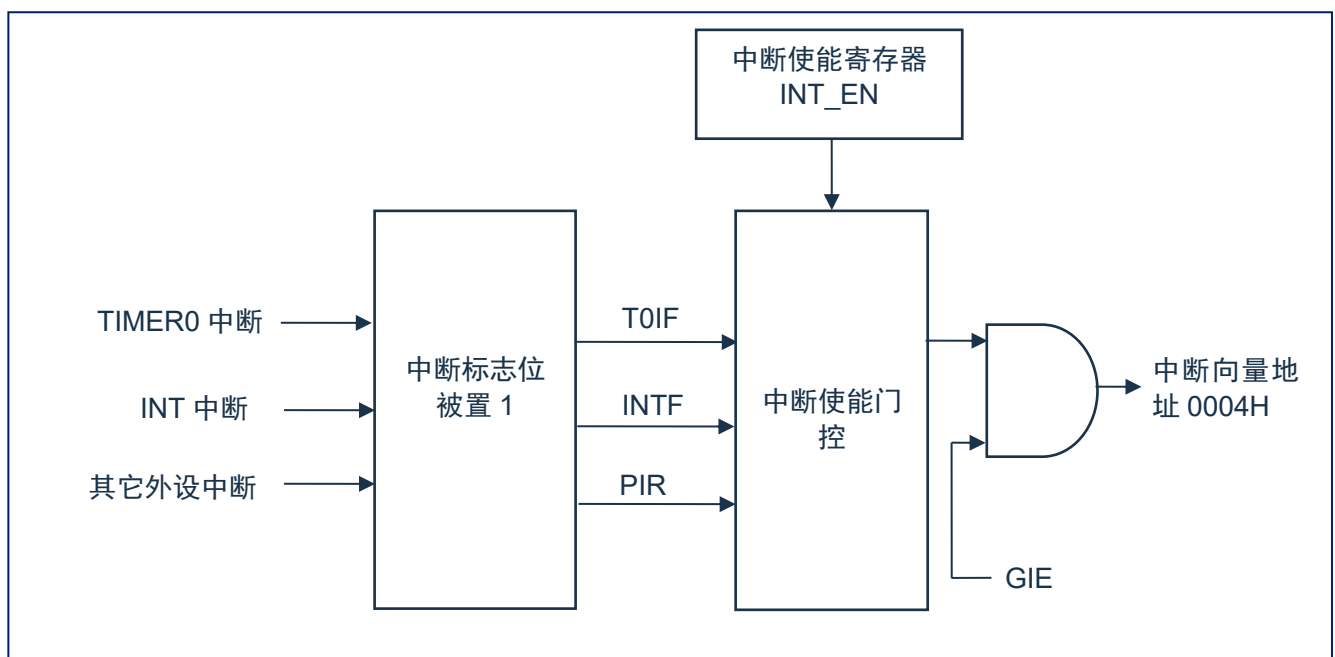 中断使能寄存器
INT_EN
TIMER0 中断
INT 中断
其它外设中断
中断标志位
被置 1
T0IF
INTF
PIR
中断使能门
控
中断向量地
址 0004H
GIE